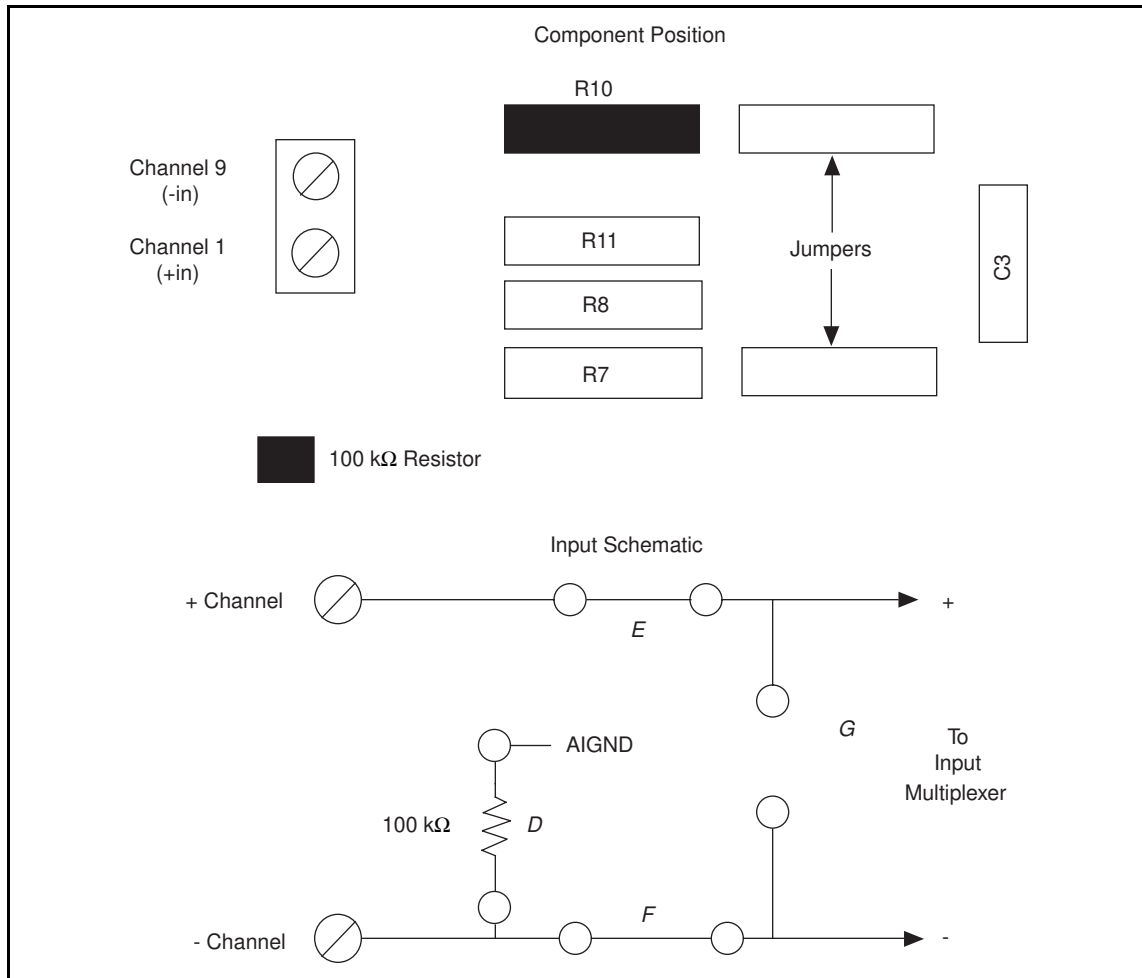 Component Position
R10
Channel 9
(-in)
Channel 1
(+in)
R11
R8
R7
Jumpers
C3
100 kΩ Resistor
Input Schematic
+ Channel
E
+
AIGND
G
To
Input
Multiplexer
100 kΩ
D
F
- Channel
-